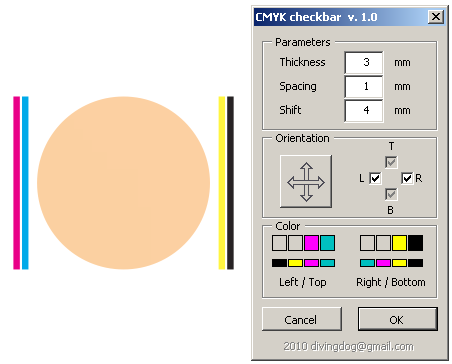 CMYK checkbar v. 1.0
Parameters
Thickness 3 mm
Spacing 1 mm
Shift 4 mm
Orientation
T
L R
B
Color
Left / Top Right / Bottom
Cancel OK
2010 divingdog@gmail.com